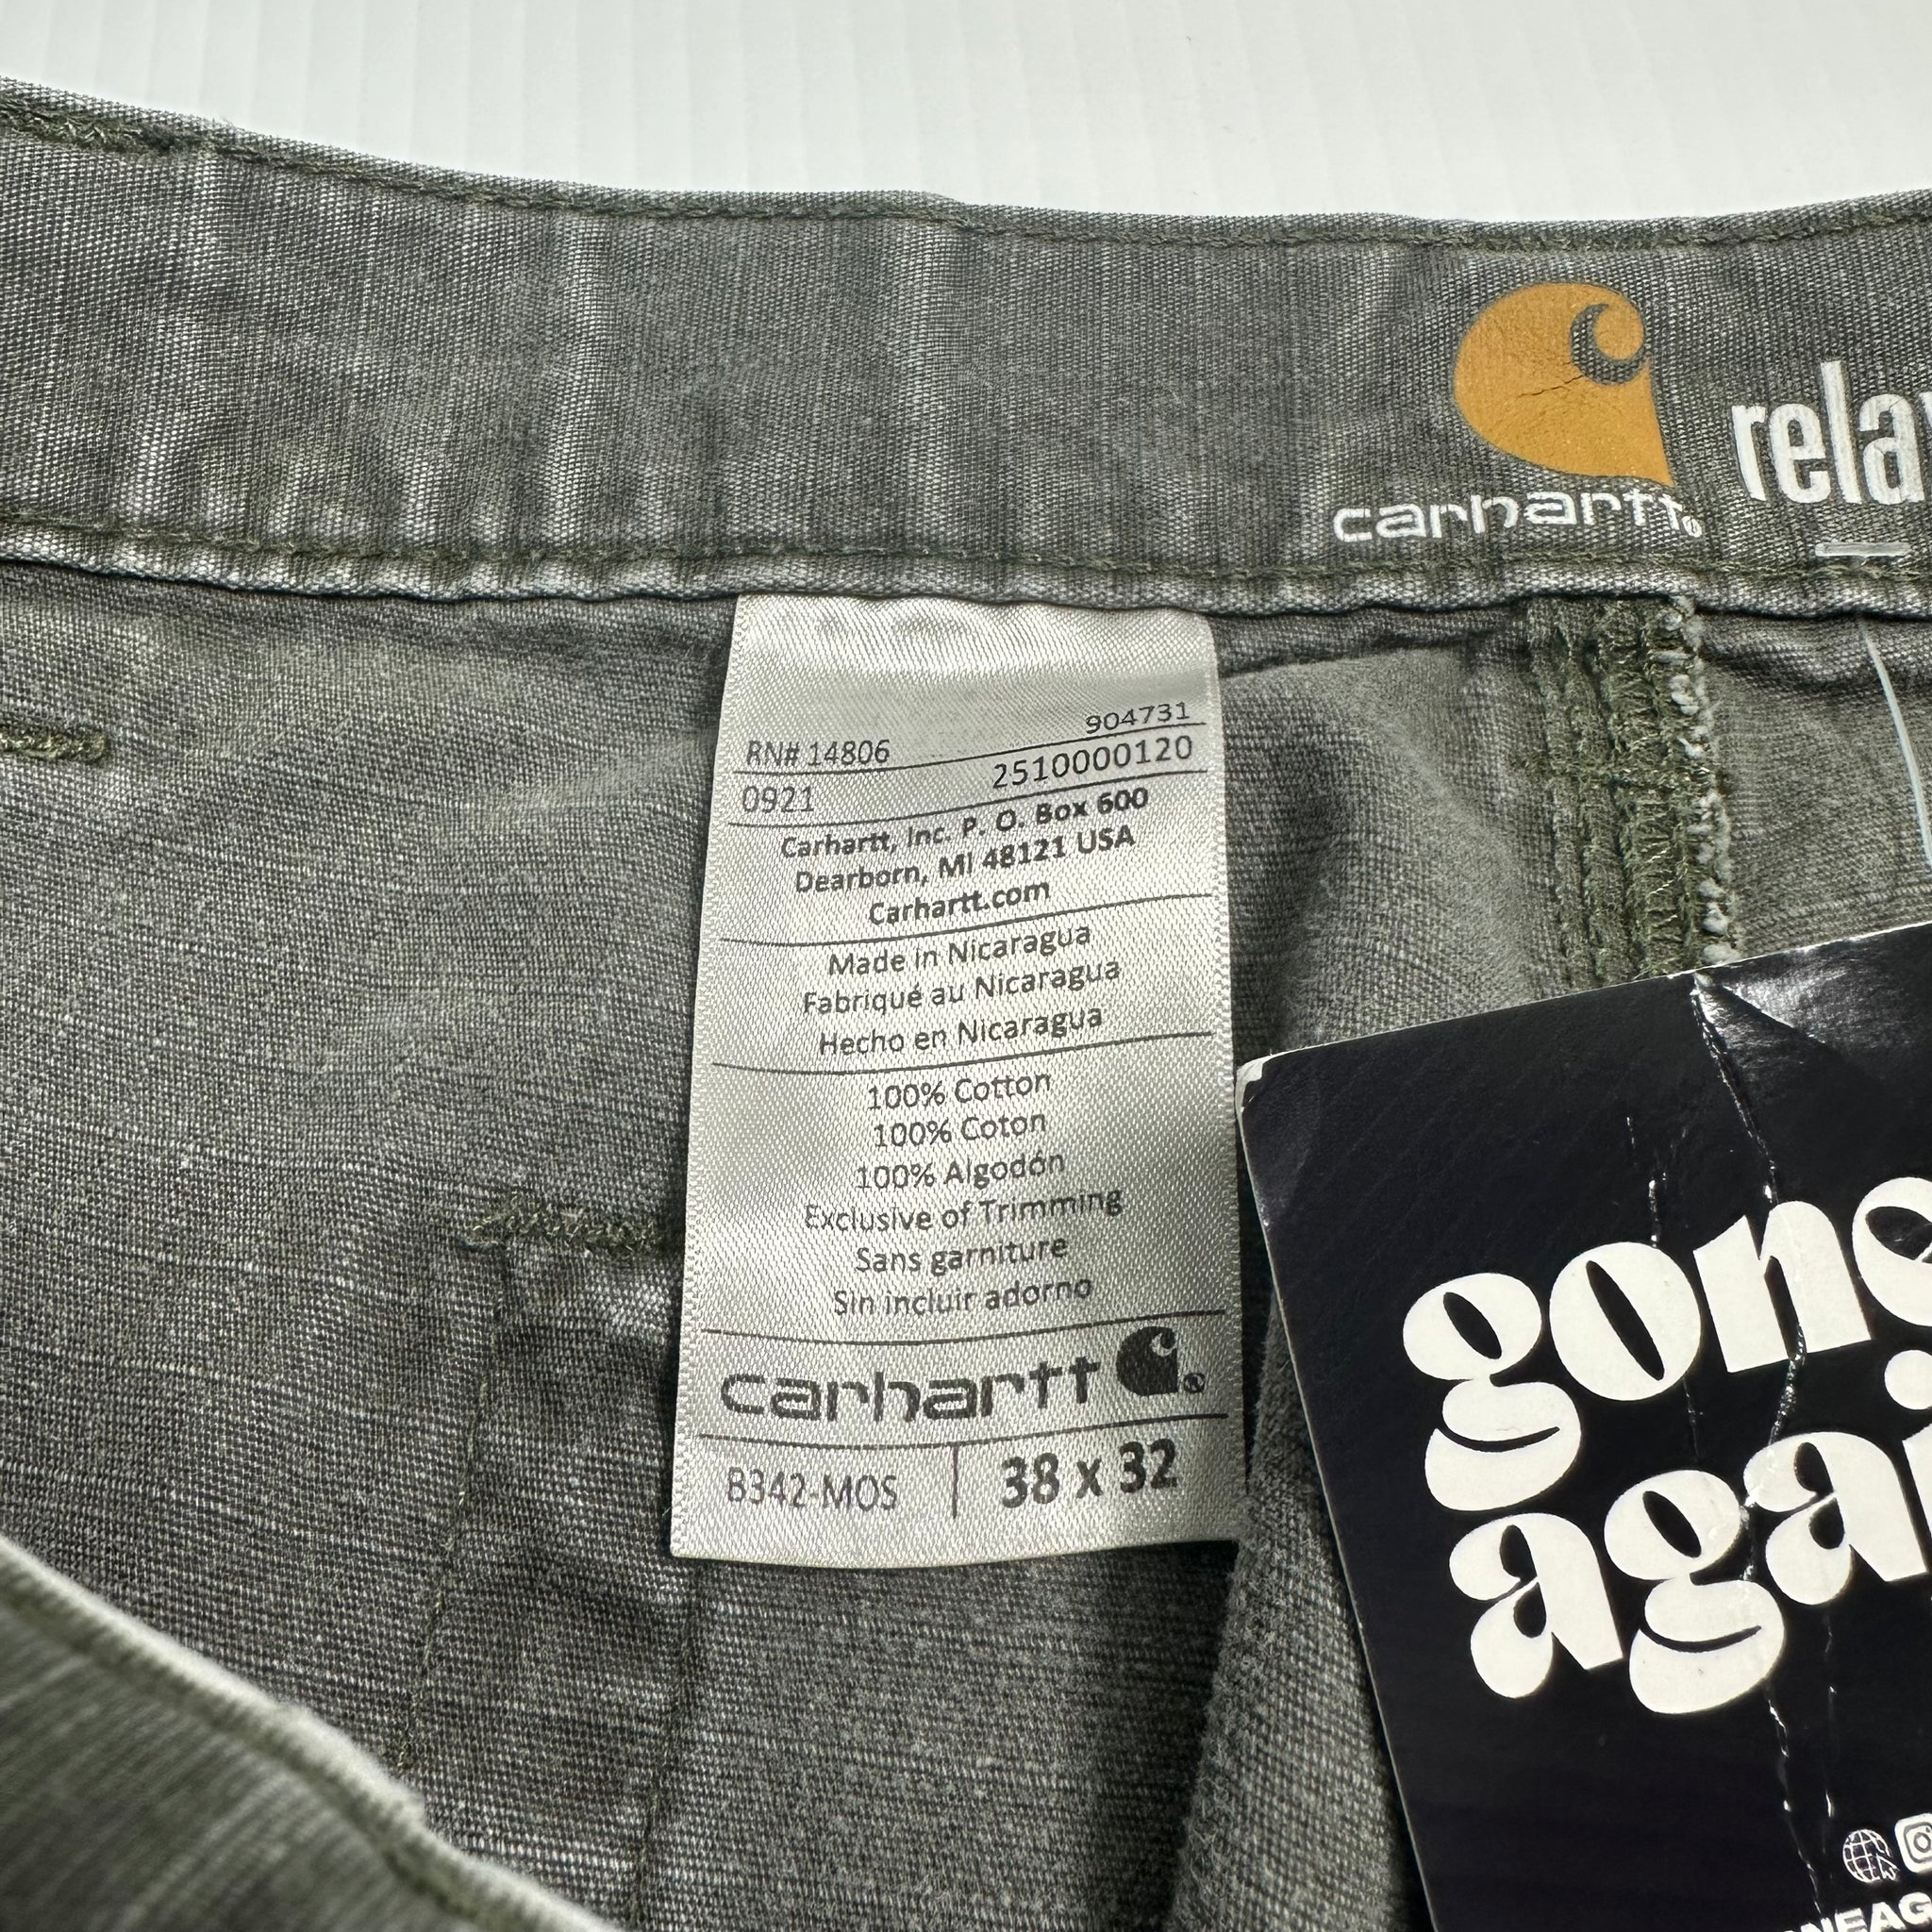 carhartt®
rela
904731
RN# 14806
2510000120
0921
Carhartt, Inc. P. O. Box 600
Dearborn, MI 48121 USA
Carhartt.com
Made in Nicaragua
Fabriqué au Nicaragua
Hecho en Nicaragua
100% Cotton
100% Coton
100% Algodón
Exclusive of Trimming
Sans garniture
Sin incluir adorno
carhartt ®
B342-MOS 38 x 32
gone
agai